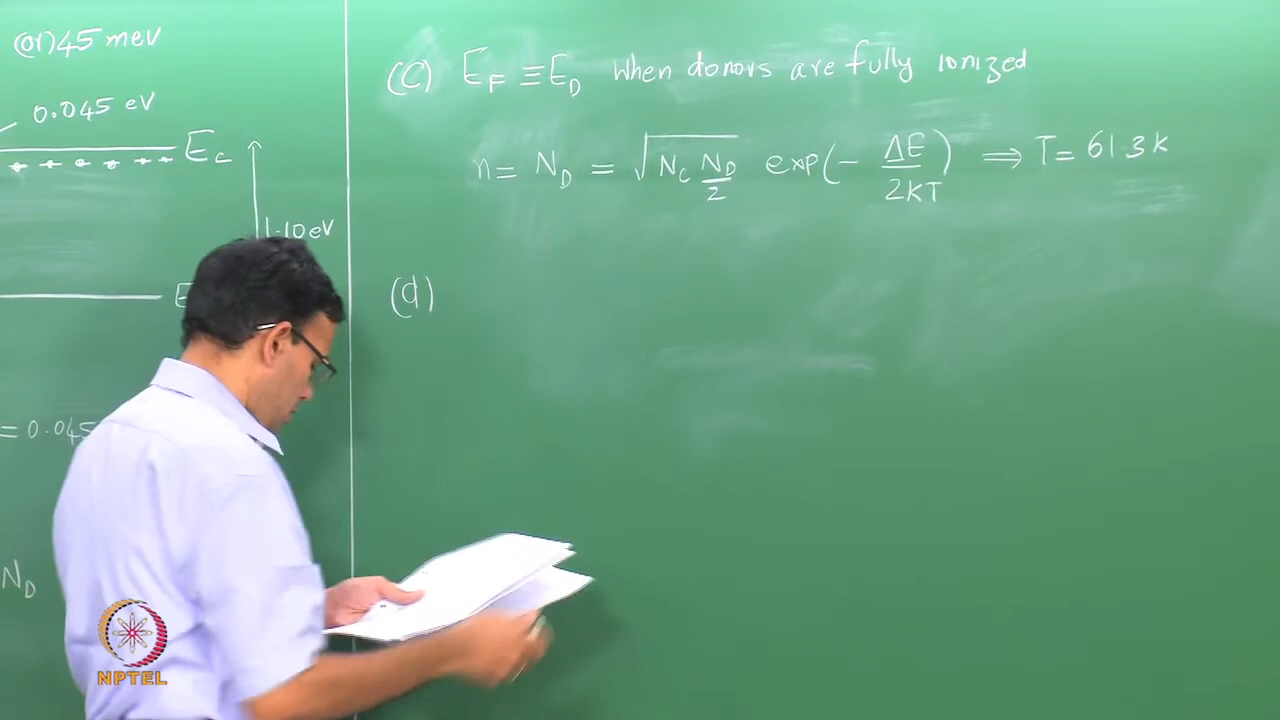 (or) 45 meV
0.045 eV
Ec
1.10 eV
E
= 0.045
ND
(c) EF ≡ ED When donors are fully ionized
n = ND = √(Nc ND/2) exp(- ΔE/2KT) ⇒ T = 61.3 K
(d)
NPTEL